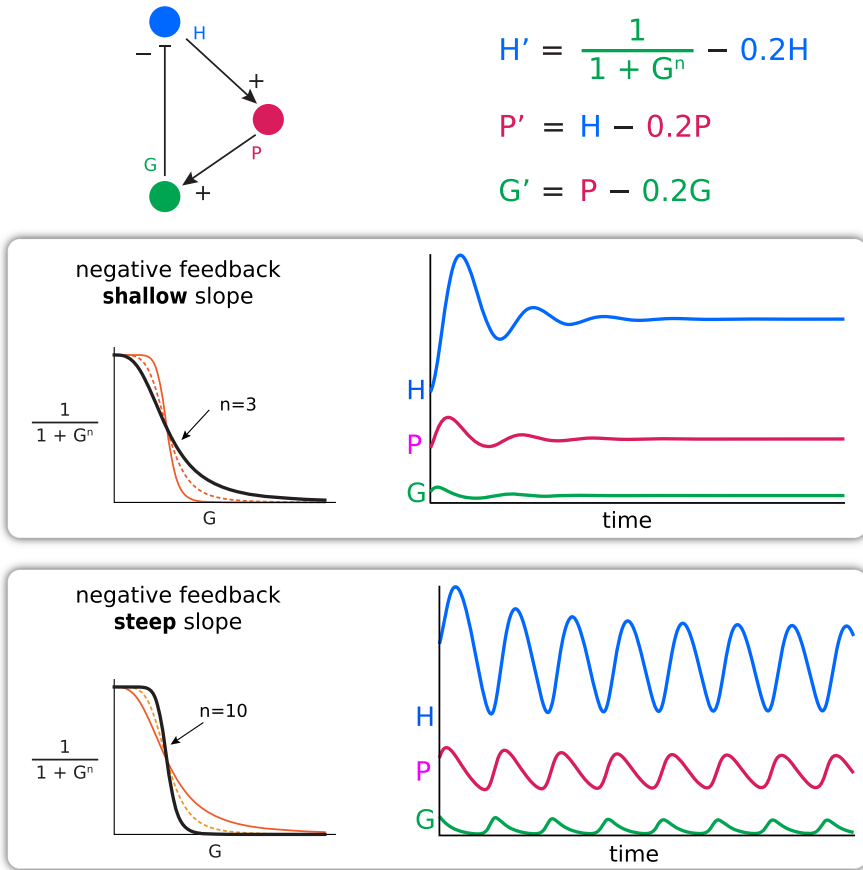 H
−
+
P
G
+
H’ = 1 / 1 + Gⁿ − 0.2H
P’ = H − 0.2P
G’ = P − 0.2G
negative feedback
shallow slope
n=3
1
1 + Gⁿ
G
H
P
G
time
negative feedback
steep slope
n=10
1
1 + Gⁿ
G
H
P
G
time